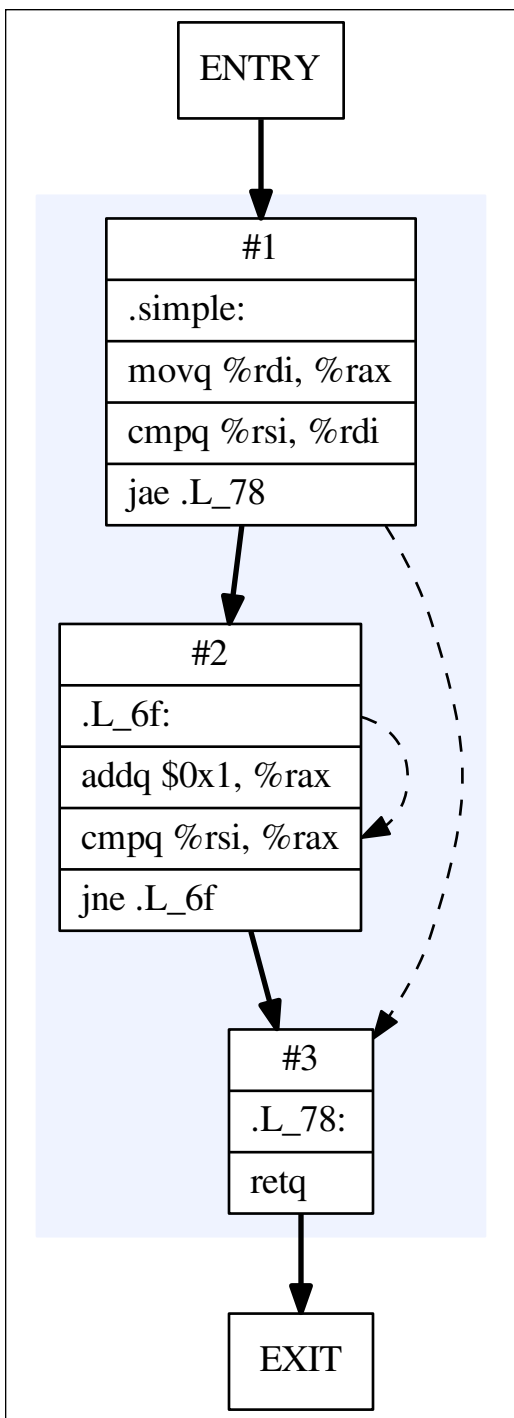 ENTRY
#1
.simple:
movq %rdi, %rax
cmpq %rsi, %rdi
jae .L_78
#2
.L_6f:
addq $0x1, %rax
cmpq %rsi, %rax
jne .L_6f
#3
.L_78:
retq
EXIT